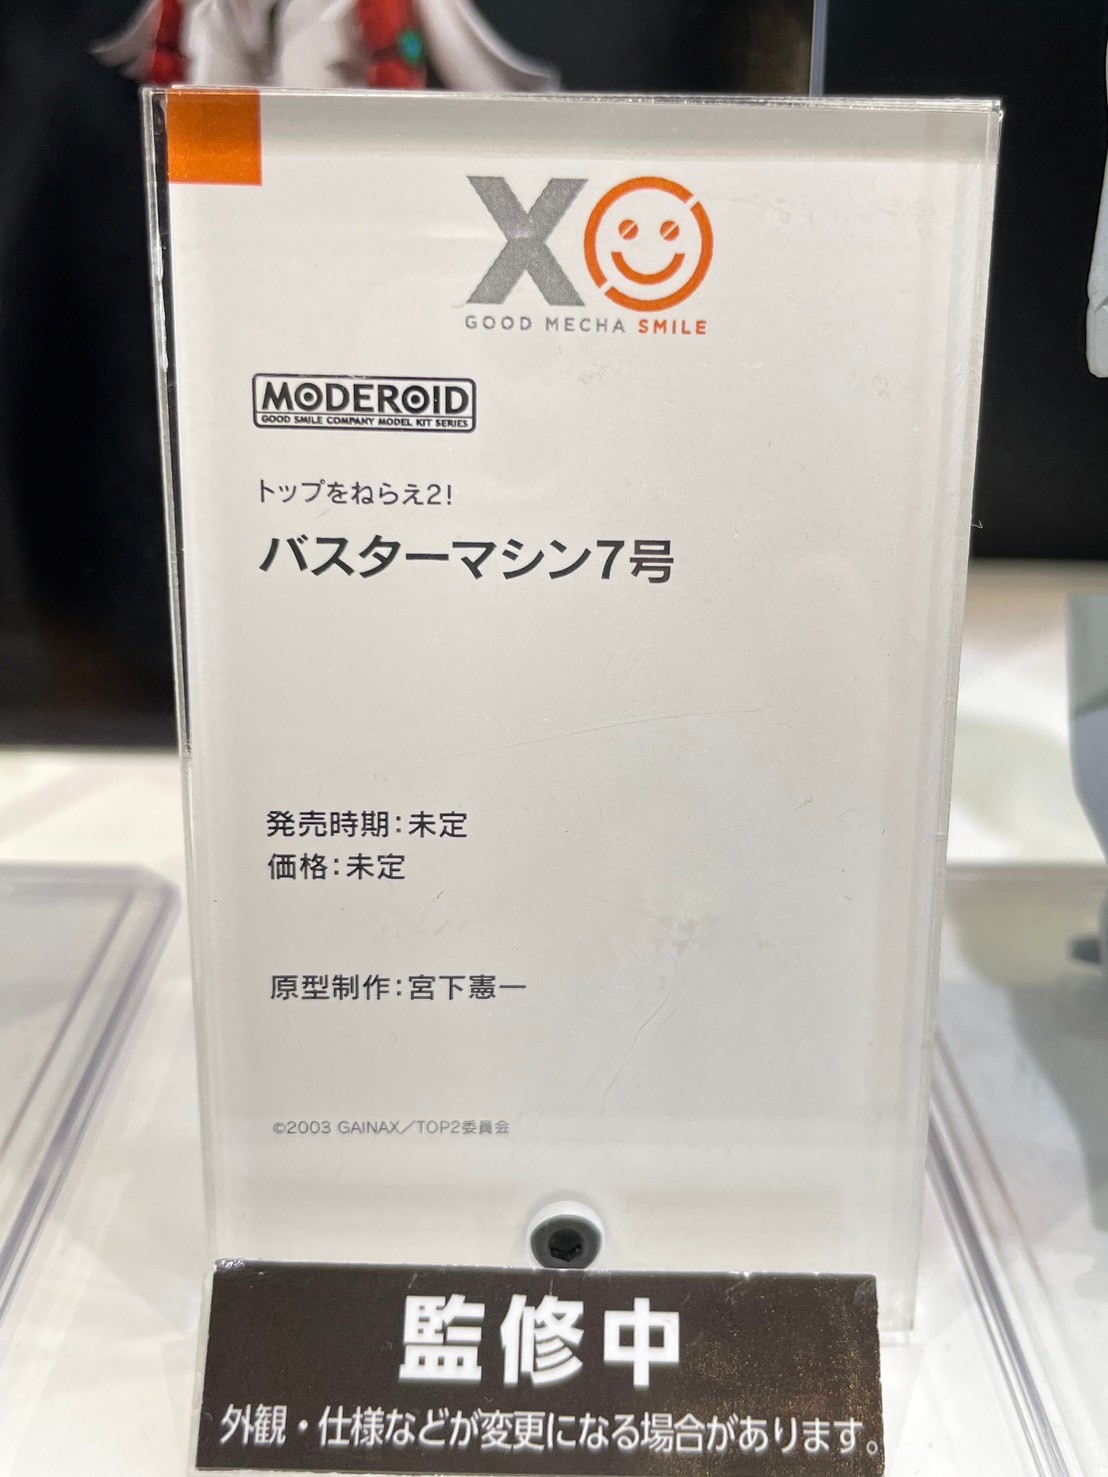 XO
GOOD MECHA SMILE
MODEROID
GOOD SMILE COMPANY MODEL KIT SERIES
トップをねらえ2!
バスターマシン7号
発売時期:未定
価格:未定
原型制作:宮下憲一
©2003 GAINAX/TOP2委員会
監修中
外観・仕様などが変更になる場合があります。